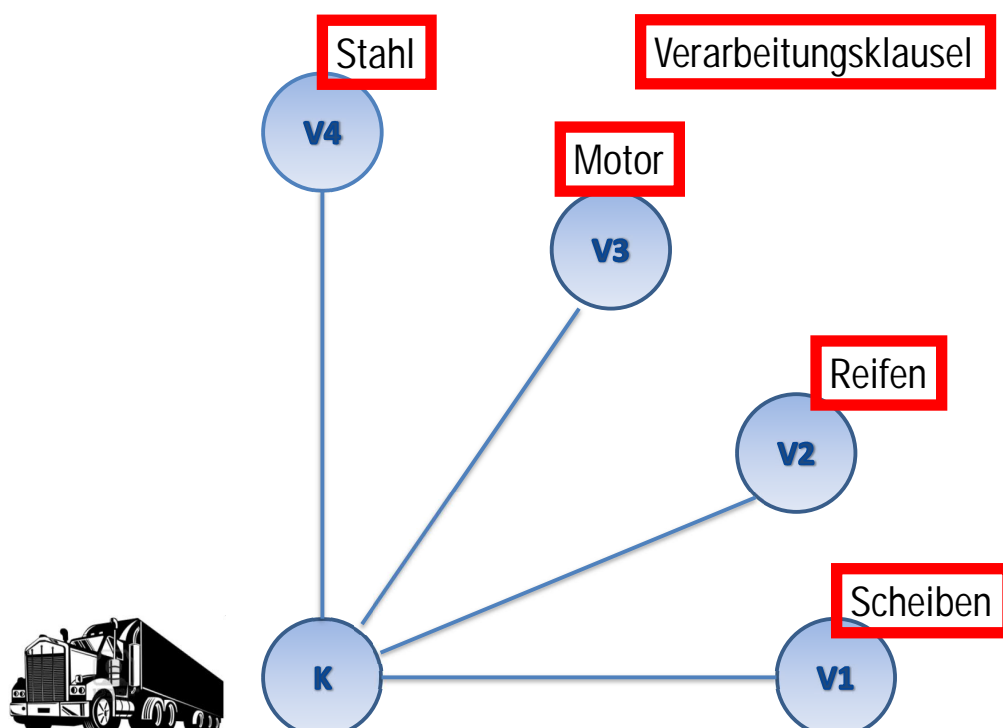 Stahl
Verarbeitungsklausel
V4
Motor
V3
Reifen
V2
Scheiben
K
V1